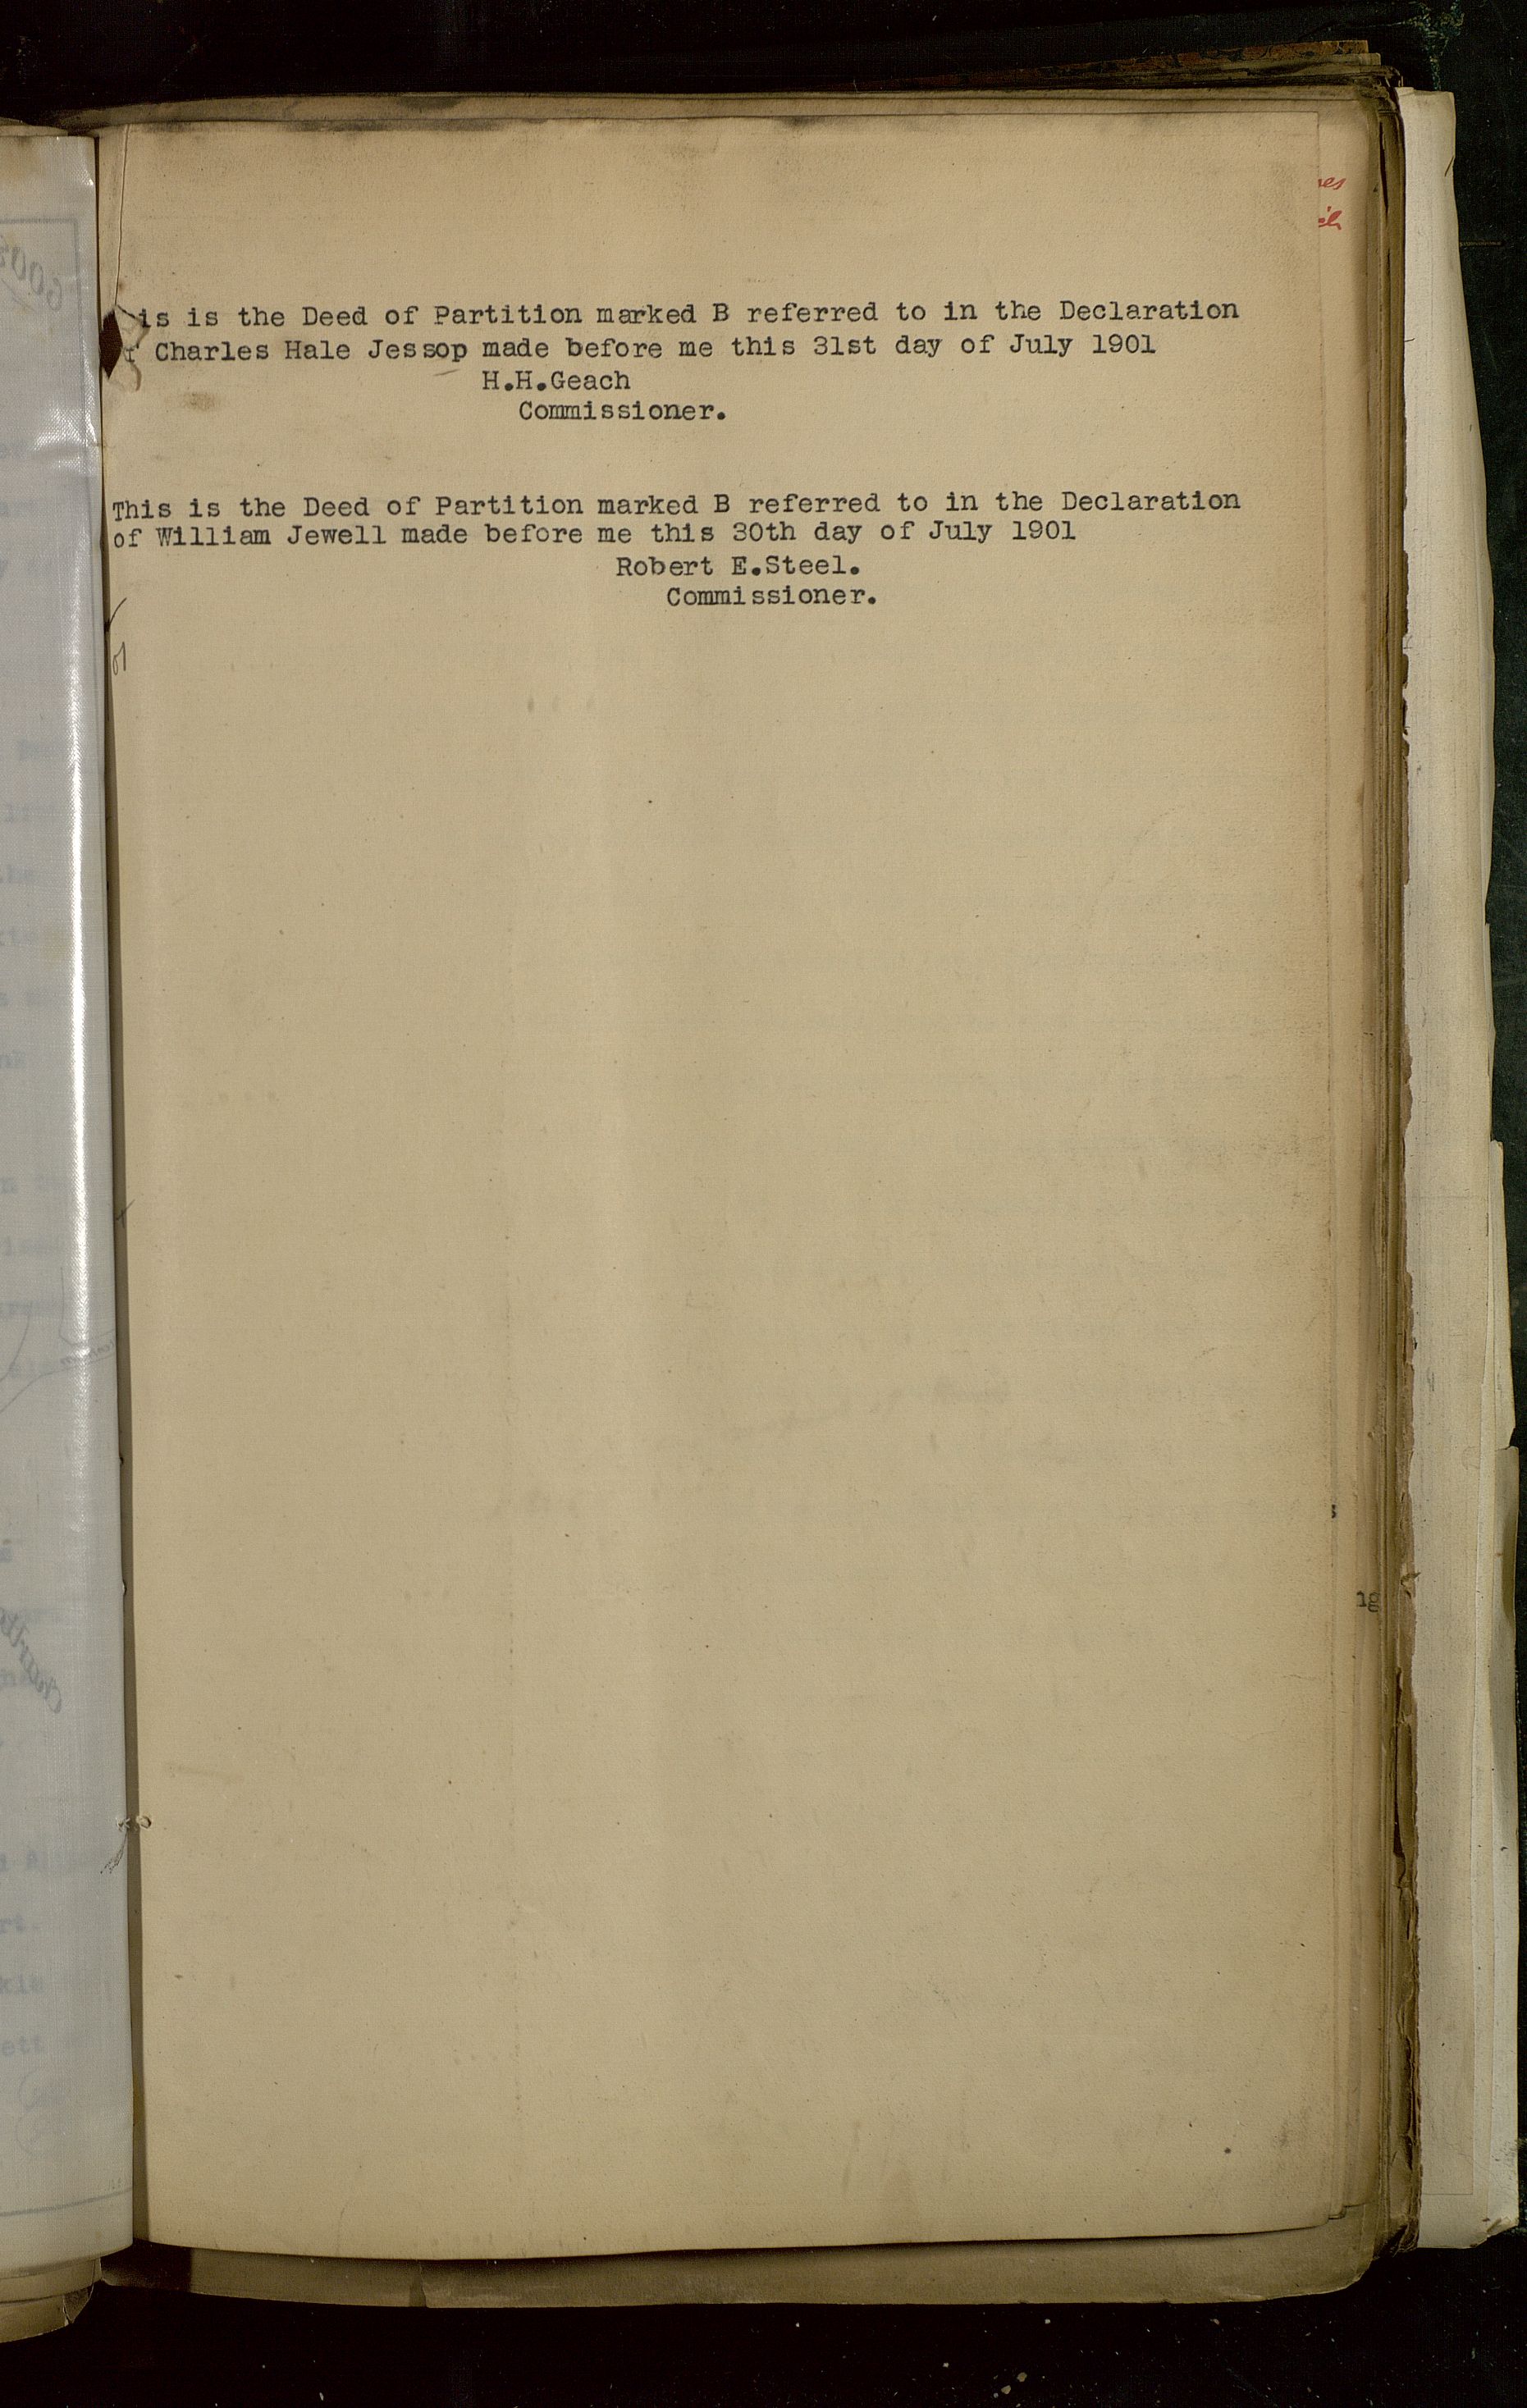 is is the Deed of Partition marked B referred to in the Declaration
Charles Hale Jessop made before me this 31st day of July 1901
H.H.Geach
Commissioner.
This is the Deed of Partition marked B referred to in the Declaration
of William Jewell made before me this 30th day of July 1901
Robert E.Steel.
Commissioner.